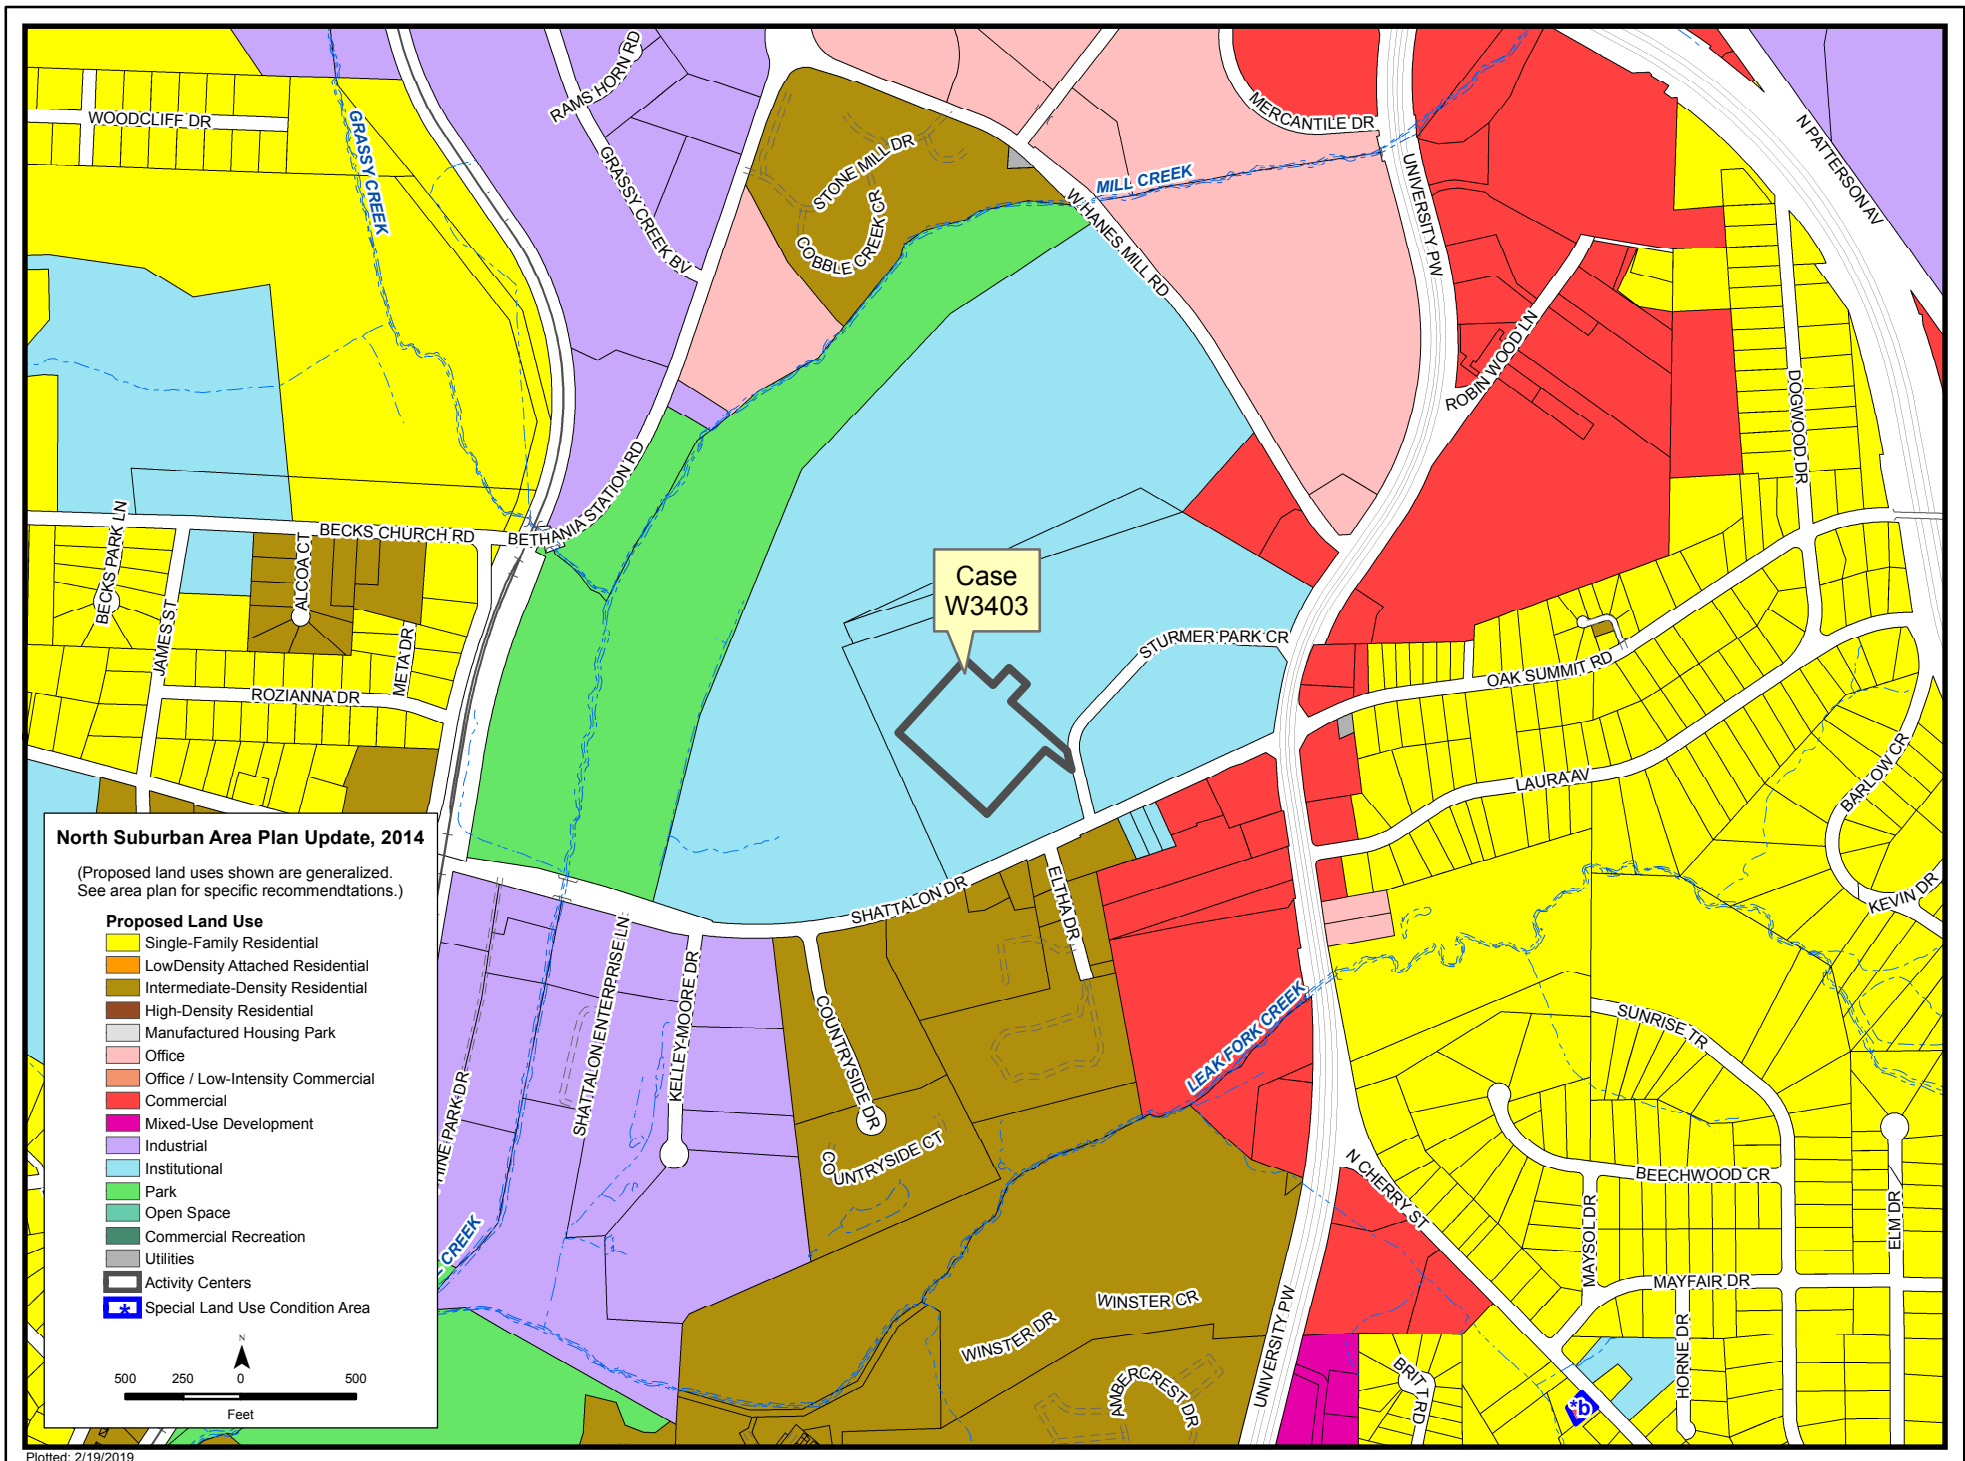 WOODCLIFF DR
GRASSY CREEK
RAMS HORN RD
GRASSY CREEK BV
STONE MILL DR
COBBLE CREEK CR
MILL CREEK
W HANES MILL RD
MERCANTILE DR
UNIVERSITY PW
N PATTERSON AV
ROBIN WOOD LN
DOGWOOD DR
BECKS PARK LN
BECKS CHURCH RD
BETHANIA STATION RD
ALCOA CT
JAMES ST
META DR
ROZIANNA DR
Case
W3403
STURMER PARK CR
OAK SUMMIT RD
LAURA AV
BARLOW CR
KEVIN DR
SHATTALON DR
ELTHA DR
SHATTALON ENTERPRISE LN
KELLEY-MOORE DR
COUNTRYSIDE DR
COUNTRYSIDE CT
LEAK FORK CREEK
SUNRISE TR
BEECHWOOD CR
N CHERRY ST
MAYSOL DR
ELM DR
MAYFAIR DR
HORNE DR
BRITT RD
WINSTER CR
WINSTER DR
AMBERCREST DR
UNIVERSITY PW
*b
PARK DR
CREEK
North Suburban Area Plan Update, 2014
(Proposed land uses shown are generalized.
See area plan for specific recommendtations.)
Proposed Land Use
Single-Family Residential
LowDensity Attached Residential
Intermediate-Density Residential
High-Density Residential
Manufactured Housing Park
Office
Office / Low-Intensity Commercial
Commercial
Mixed-Use Development
Industrial
Institutional
Park
Open Space
Commercial Recreation
Utilities
Activity Centers
* Special Land Use Condition Area
N
500 250 0 500
Feet
Plotted: 2/19/2019